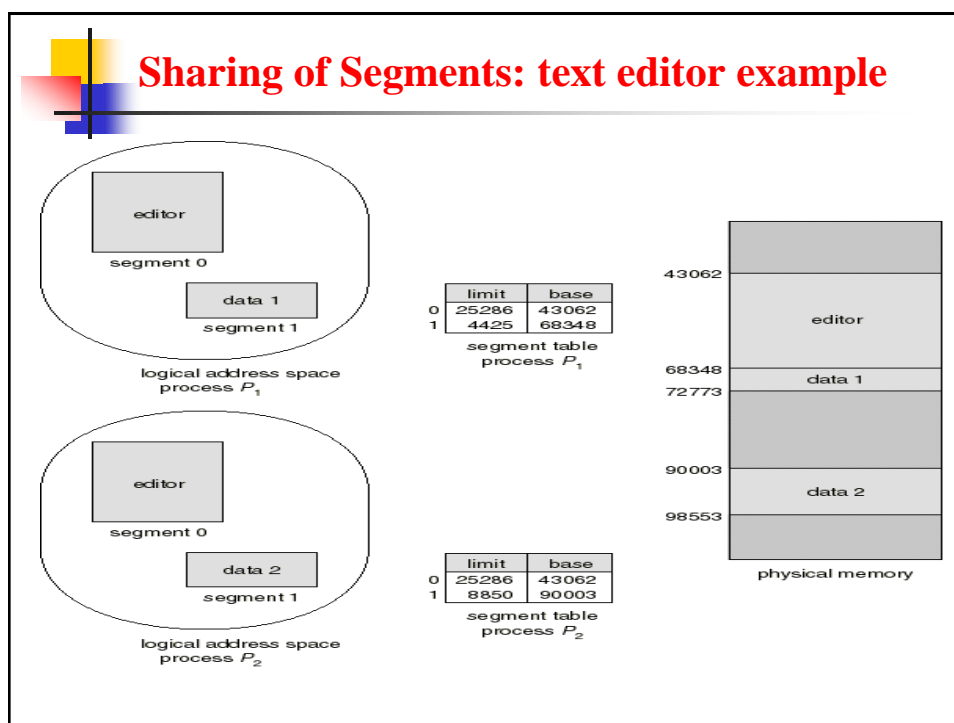 Sharing of Segments: text editor example
editor
segment 0
data 1
segment 1
logical address space
process P1
limit base
0 25286 43062
1 4425 68348
segment table
process P1
editor
segment 0
data 2
segment 1
logical address space
process P2
limit base
0 25286 43062
1 8850 90003
segment table
process P2
43062
editor
68348
data 1
72773
90003
data 2
98553
physical memory